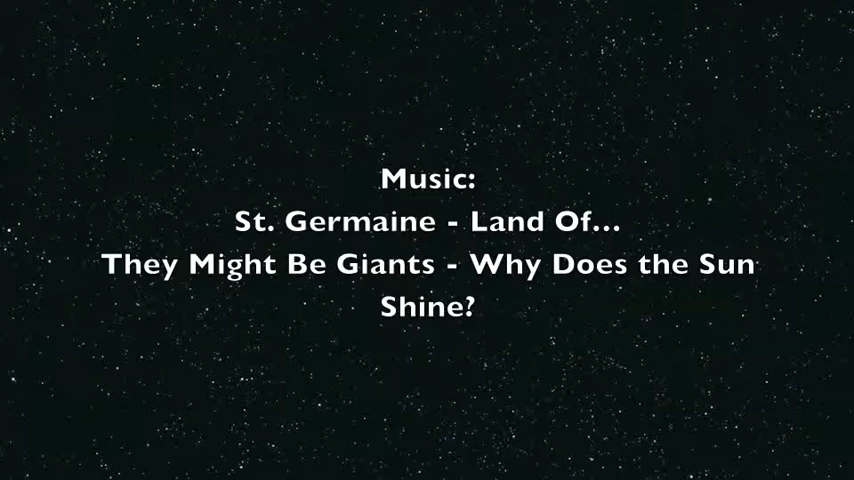 Music:
St. Germaine - Land Of...
They Might Be Giants - Why Does the Sun
Shine?